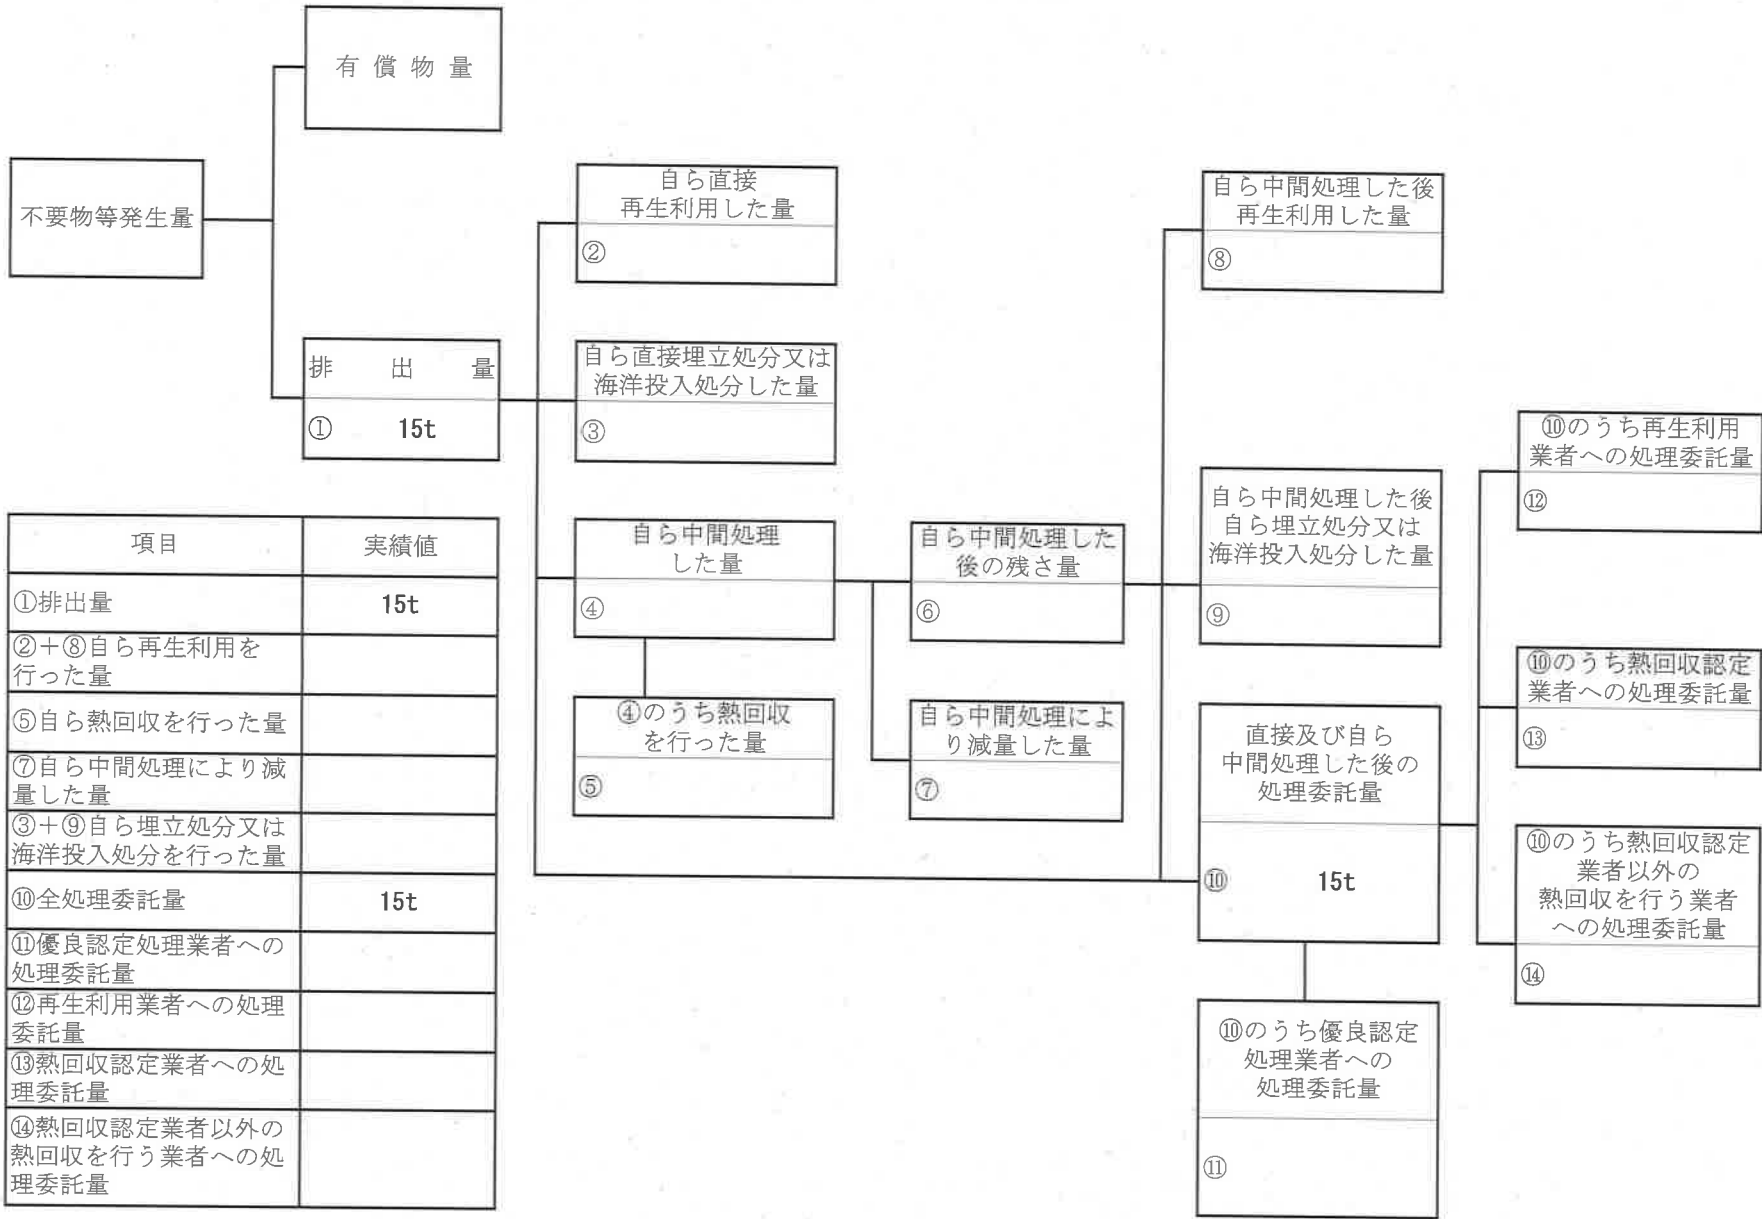 有償物量
不要物等発生量
排出量
① 15t
自ら直接
再生利用した量
②
自ら直接埋立処分又は
海洋投入処分した量
③
自ら中間処理
した量
④
④のうち熱回収
を行った量
⑤
自ら中間処理した
後の残さ量
⑥
自ら中間処理によ
り減量した量
⑦
自ら中間処理した後
再生利用した量
⑧
自ら中間処理した後
自ら埋立処分又は
海洋投入処分した量
⑨
直接及び自ら
中間処理した後の
処理委託量
⑩ 15t
⑩のうち優良認定
処理業者への
処理委託量
⑪
⑩のうち再生利用
業者への処理委託量
⑫
⑩のうち熱回収認定
業者への処理委託量
⑬
⑩のうち熱回収認定
業者以外の
熱回収を行う業者
への処理委託量
⑭
項目 実績値
①排出量 15t
②＋⑧自ら再生利用を
行った量
⑤自ら熱回収を行った量
⑦自ら中間処理により減
量した量
③＋⑨自ら埋立処分又は
海洋投入処分を行った量
⑩全処理委託量 15t
⑪優良認定処理業者への
処理委託量
⑫再生利用業者への処理
委託量
⑬熱回収認定業者への処
理委託量
⑭熱回収認定業者以外の
熱回収を行う業者への処
理委託量